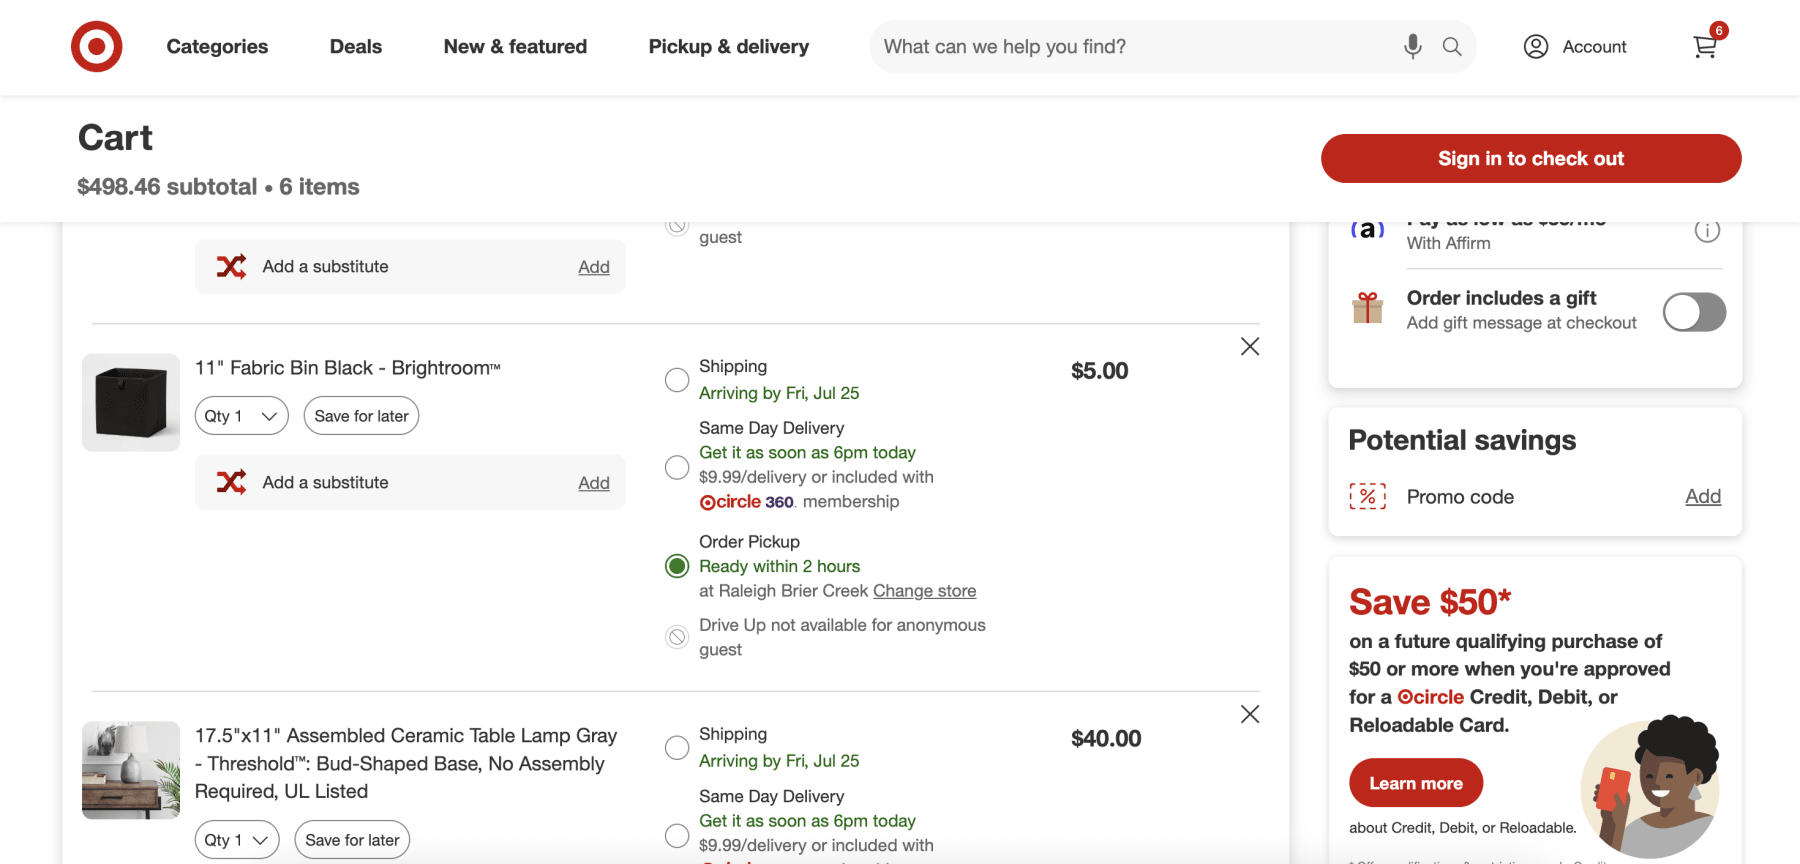 Categories
Deals
New & featured
Pickup & delivery
What can we help you find?
Account
6
Cart
$498.46 subtotal • 6 items
Sign in to check out
guest
Add a substitute
Add
11" Fabric Bin Black - Brightroom™
Qty 1
Save for later
Add a substitute
Add
Shipping
Arriving by Fri, Jul 25
Same Day Delivery
Get it as soon as 6pm today
$9.99/delivery or included with
circle 360. membership
Order Pickup
Ready within 2 hours
at Raleigh Brier Creek Change store
Drive Up not available for anonymous
guest
$5.00
17.5"x11" Assembled Ceramic Table Lamp Gray
- Threshold™: Bud-Shaped Base, No Assembly
Required, UL Listed
Qty 1
Save for later
Shipping
Arriving by Fri, Jul 25
Same Day Delivery
Get it as soon as 6pm today
$9.99/delivery or included with
$40.00
a
With Affirm
Order includes a gift
Add gift message at checkout
Potential savings
Promo code
Add
Save $50*
on a future qualifying purchase of
$50 or more when you're approved
for a circle Credit, Debit, or
Reloadable Card.
Learn more
about Credit, Debit, or Reloadable.